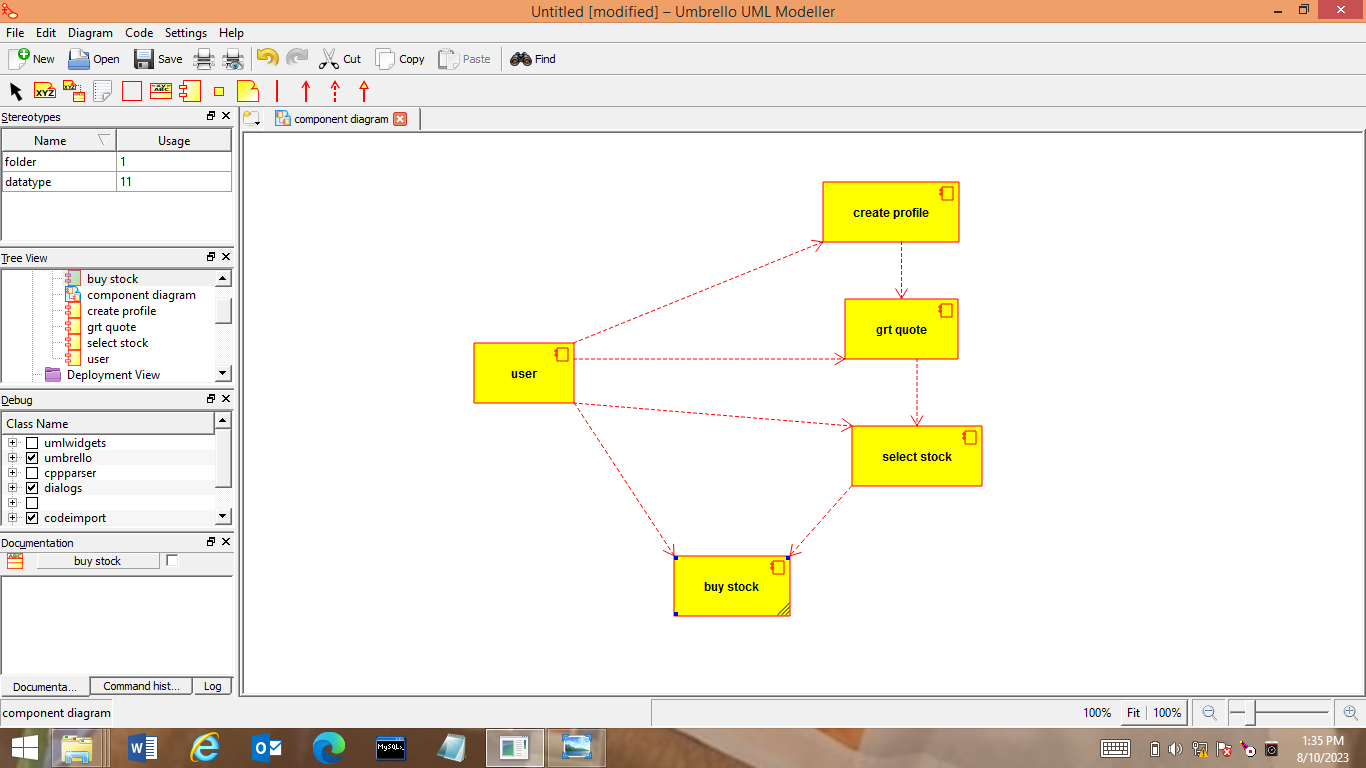 Untitled [modified] – Umbrello UML Modeller
File Edit Diagram Code Settings Help
New Open Save Cut Copy Paste Find
XYZ
Stereotypes
component diagram
Name Usage
folder 1
datatype 11
Tree View
buy stock
component diagram
create profile
grt quote
select stock
user
Deployment View
Debug
Class Name
umlwidgets
umbrello
cppparser
dialogs
codeimport
Documentation
buy stock
Documenta... Command hist... Log
create profile
grt quote
user
select stock
buy stock
component diagram
100% Fit 100%
MySQL
1:35 PM
8/10/2023